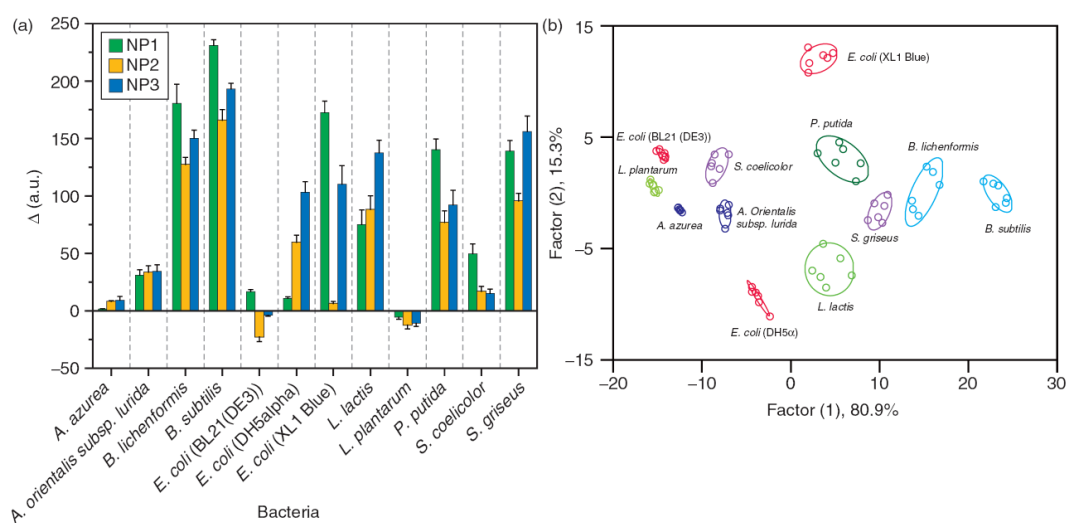 (a)
Δ (a.u.)
250
200
150
100
50
0
−50
NP1
NP2
NP3
A. azurea
A. orientalis subsp. lurida
B. lichenformis
B. subtilis
E. coli (BL21(DE3))
E. coli (DH5alpha)
E. coli (XL1 Blue)
L. lactis
L. plantarum
P. putida
S. coelicolor
S. griseus
Bacteria
(b)
Factor (2), 15.3%
15
5
−5
−15
E. coli (XL1 Blue)
P. putida
E. coli (BL21 (DE3))
B. lichenformis
L. plantarum
S. coelicolor
A. azurea
A. Orientalis
subsp. lurida
S. griseus
B. subtilis
L. lactis
E. coli (DH5α)
−20
−10
0
10
20
30
Factor (1), 80.9%